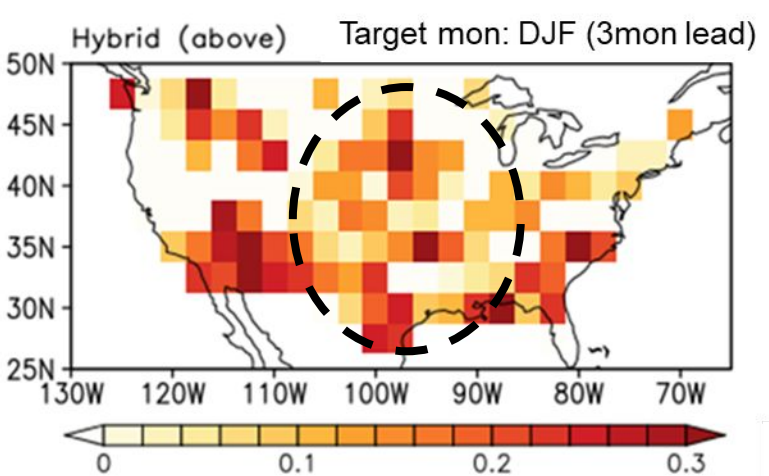 Hybrid (above)
Target mon: DJF (3mon lead)
50N
45N
40N
35N
30N
25N
130W 120W 110W 100W 90W 80W 70W
0 0.1 0.2 0.3